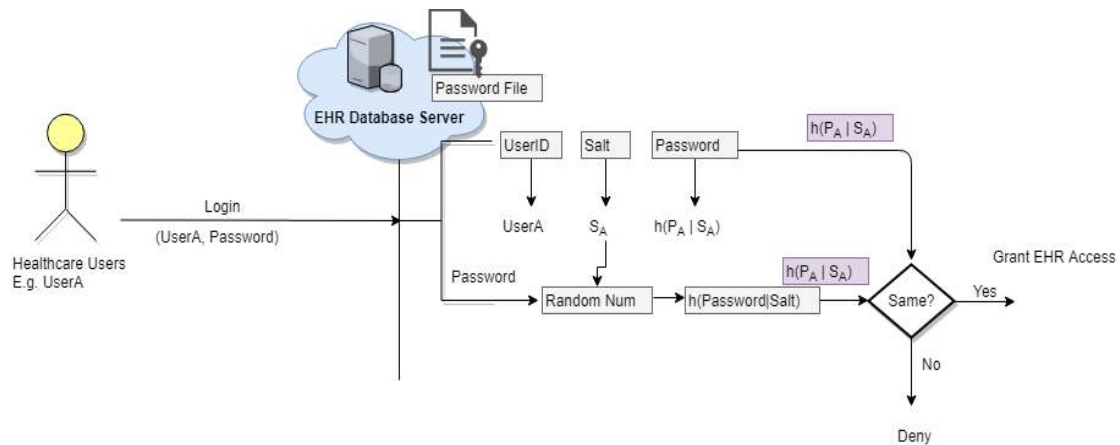 Password File
EHR Database Server
h(P_A | S_A)
UserID
Salt
Password
Login
(UserA, Password)
UserA
S_A
h(P_A | S_A)
Healthcare Users
E.g. UserA
Grant EHR Access
Password
h(P_A | S_A)
Random Num
h(Password|Salt)
Same?
Yes
No
Deny